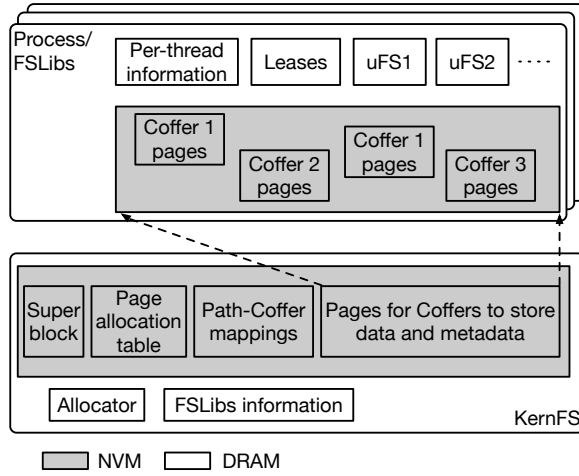 Process/
FSLibs
Per-thread
information
Leases
uFS1
uFS2
....
Coffer 1
pages
Coffer 2
pages
Coffer 1
pages
Coffer 3
pages
Super
block
Page
allocation
table
Path-Coffer
mappings
Pages for Coffers to store
data and metadata
Allocator
FSLibs information
KernFS
NVM
DRAM